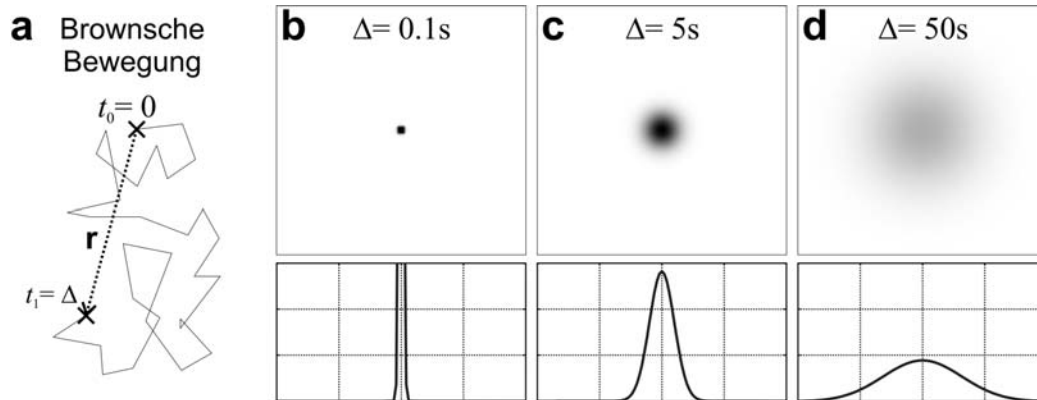 a Brownsche
Bewegung
t₀= 0
r
t₁= Δ
b Δ= 0.1s
c Δ= 5s
d Δ= 50s